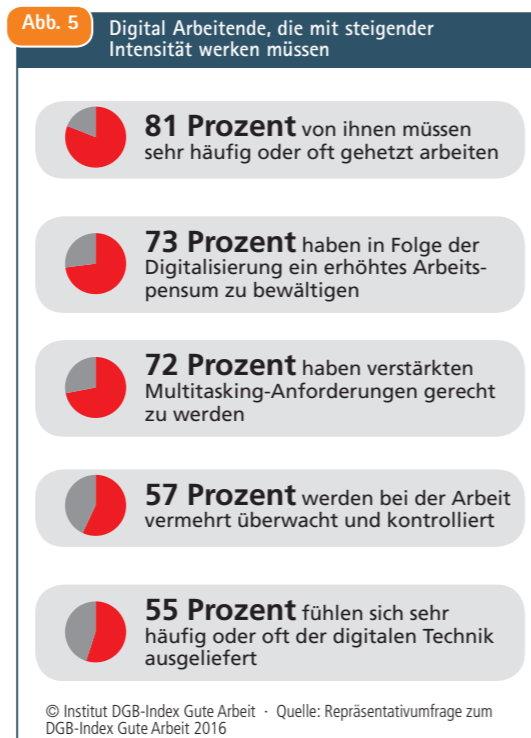 Abb. 5
Digital Arbeitende, die mit steigender
Intensität werken müssen
81 Prozent von ihnen müssen
sehr häufig oder oft gehetzt arbeiten
73 Prozent haben in Folge der
Digitalisierung ein erhöhtes Arbeits-
pensum zu bewältigen
72 Prozent haben verstärkten
Multitasking-Anforderungen gerecht
zu werden
57 Prozent werden bei der Arbeit
vermehrt überwacht und kontrolliert
55 Prozent fühlen sich sehr
häufig oder oft der digitalen Technik
ausgeliefert
© Institut DGB-Index Gute Arbeit · Quelle: Repräsentativumfrage zum
DGB-Index Gute Arbeit 2016